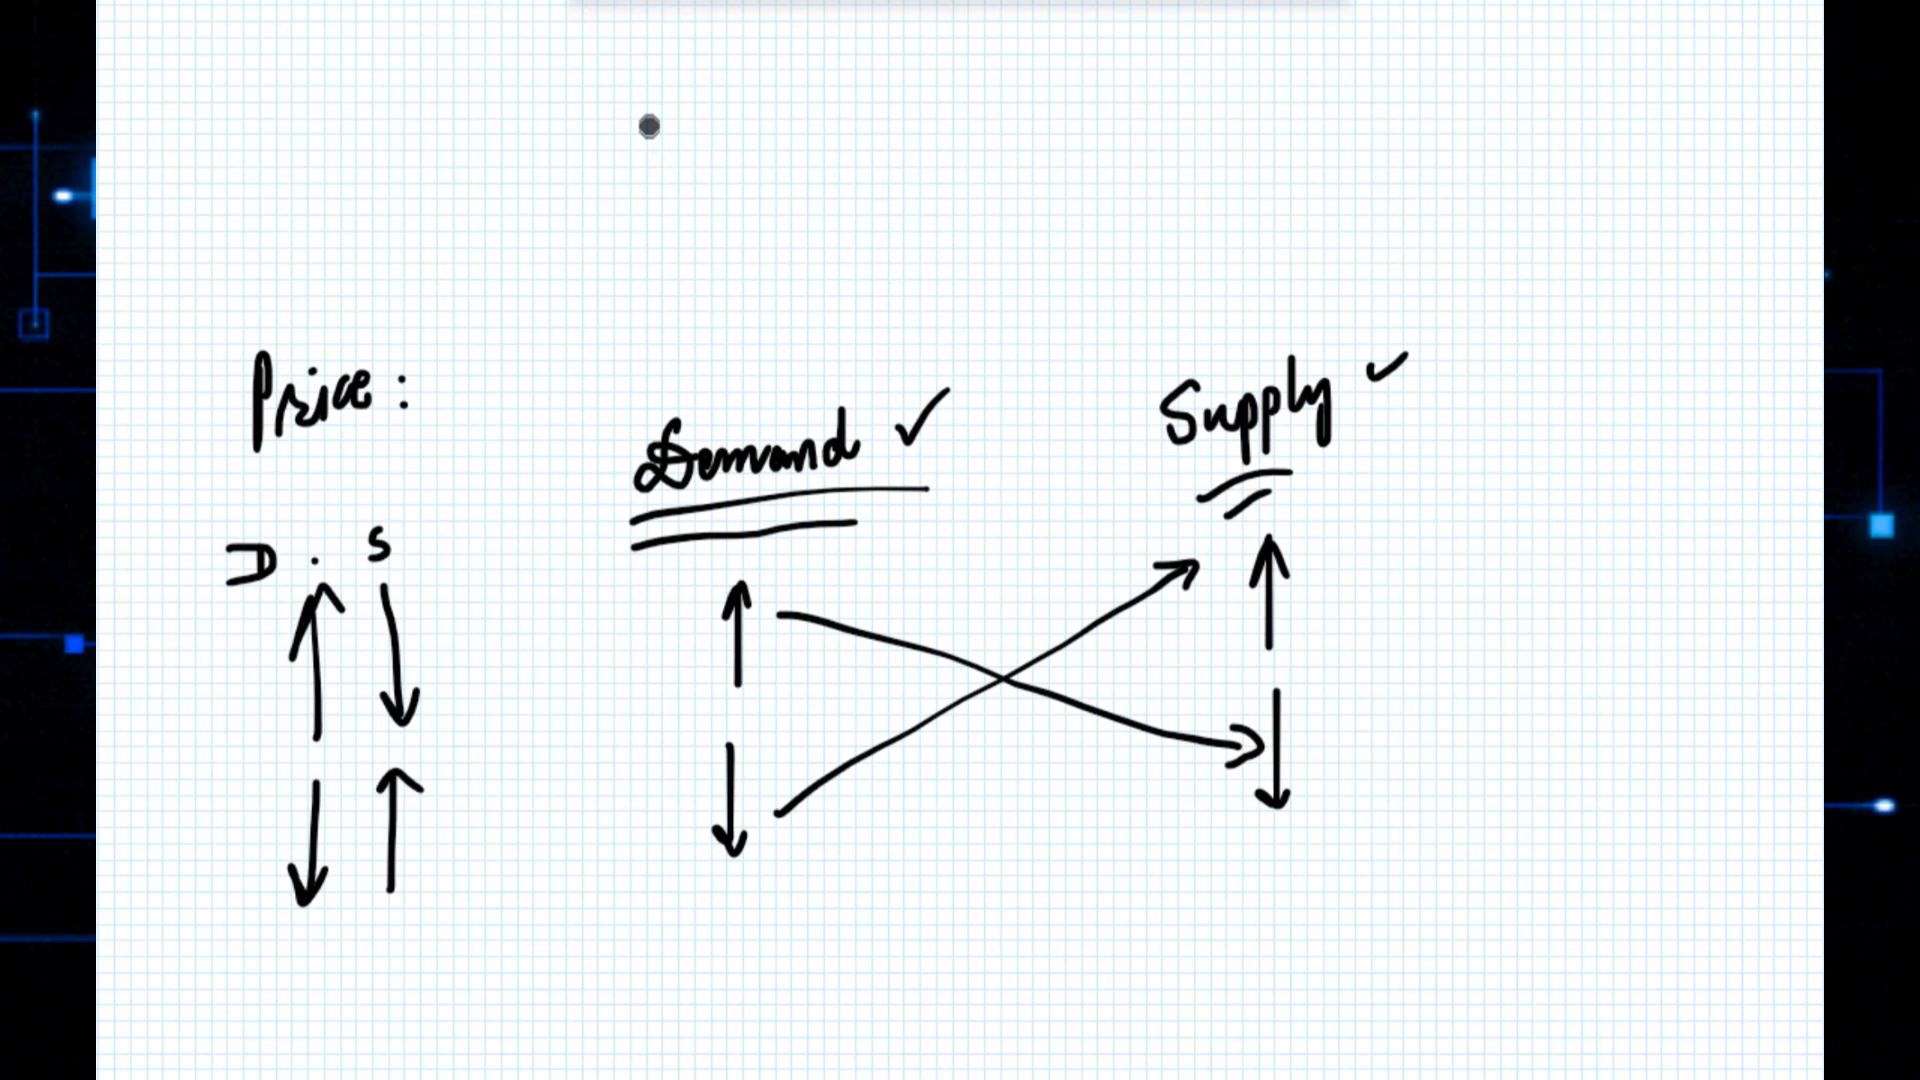 Price :
Demand ✓
Supply ✓
D . S